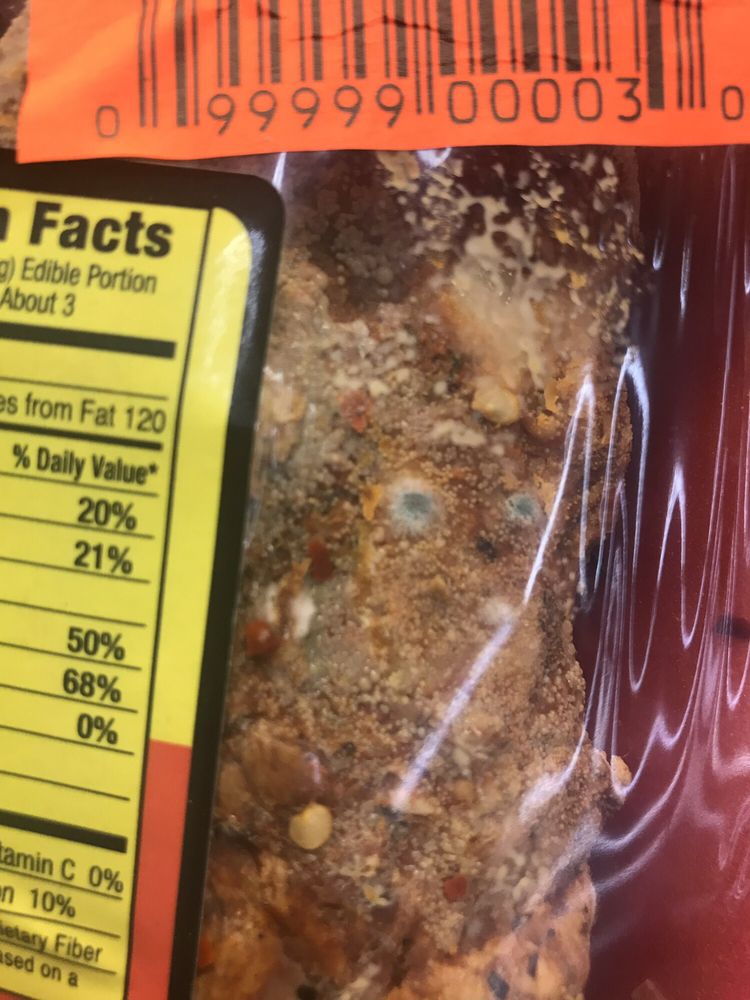 0 99999 00003 0
Facts
g) Edible Portion
About 3
es from Fat 120
% Daily Value*
20%
21%
50%
68%
0%
tamin C 0%
n 10%
ietary Fiber
ased on a